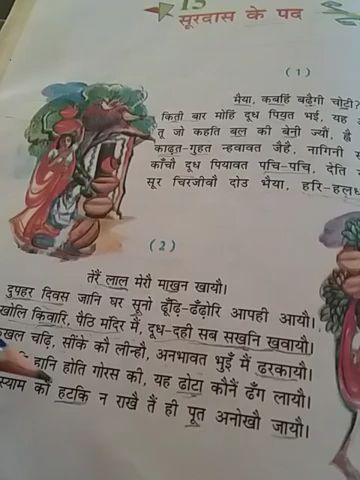 15
सूरदास के पद
(1)
मैया, कबहिं बढ़ैगी चोटी?
किती बार मोहिं दूध पियत भई, यह
तू जो कहति बल की बेनी ज्यौं, ह्वै
काढ़त-गुहत न्हवावत जैहै, नागिनी
काँचौ दूध पियावत पचि-पचि, देति
सूर चिरजीवौ दोउ भैया, हरि-हलध
(2)
तेरैं लाल मेरौ माखन खायौ।
दुपहर दिवस जानि घर सूनो ढूँढ़ि-ढँढ़ोरि आपही आयौ।
खोलि किवारि, पैठि मंदिर मैं, दूध-दही सब सखनि खवायौ।
ऊखल चढ़ि, सींके कौ लीन्हौ, अनभावत भुइँ मैं ढरकायौ।
हानि होति गोरस की, यह ढोटा कौनैं ढँग लायौ।
स्याम कौं हटकि न राखै तैं ही पूत अनोखौ जायौ।